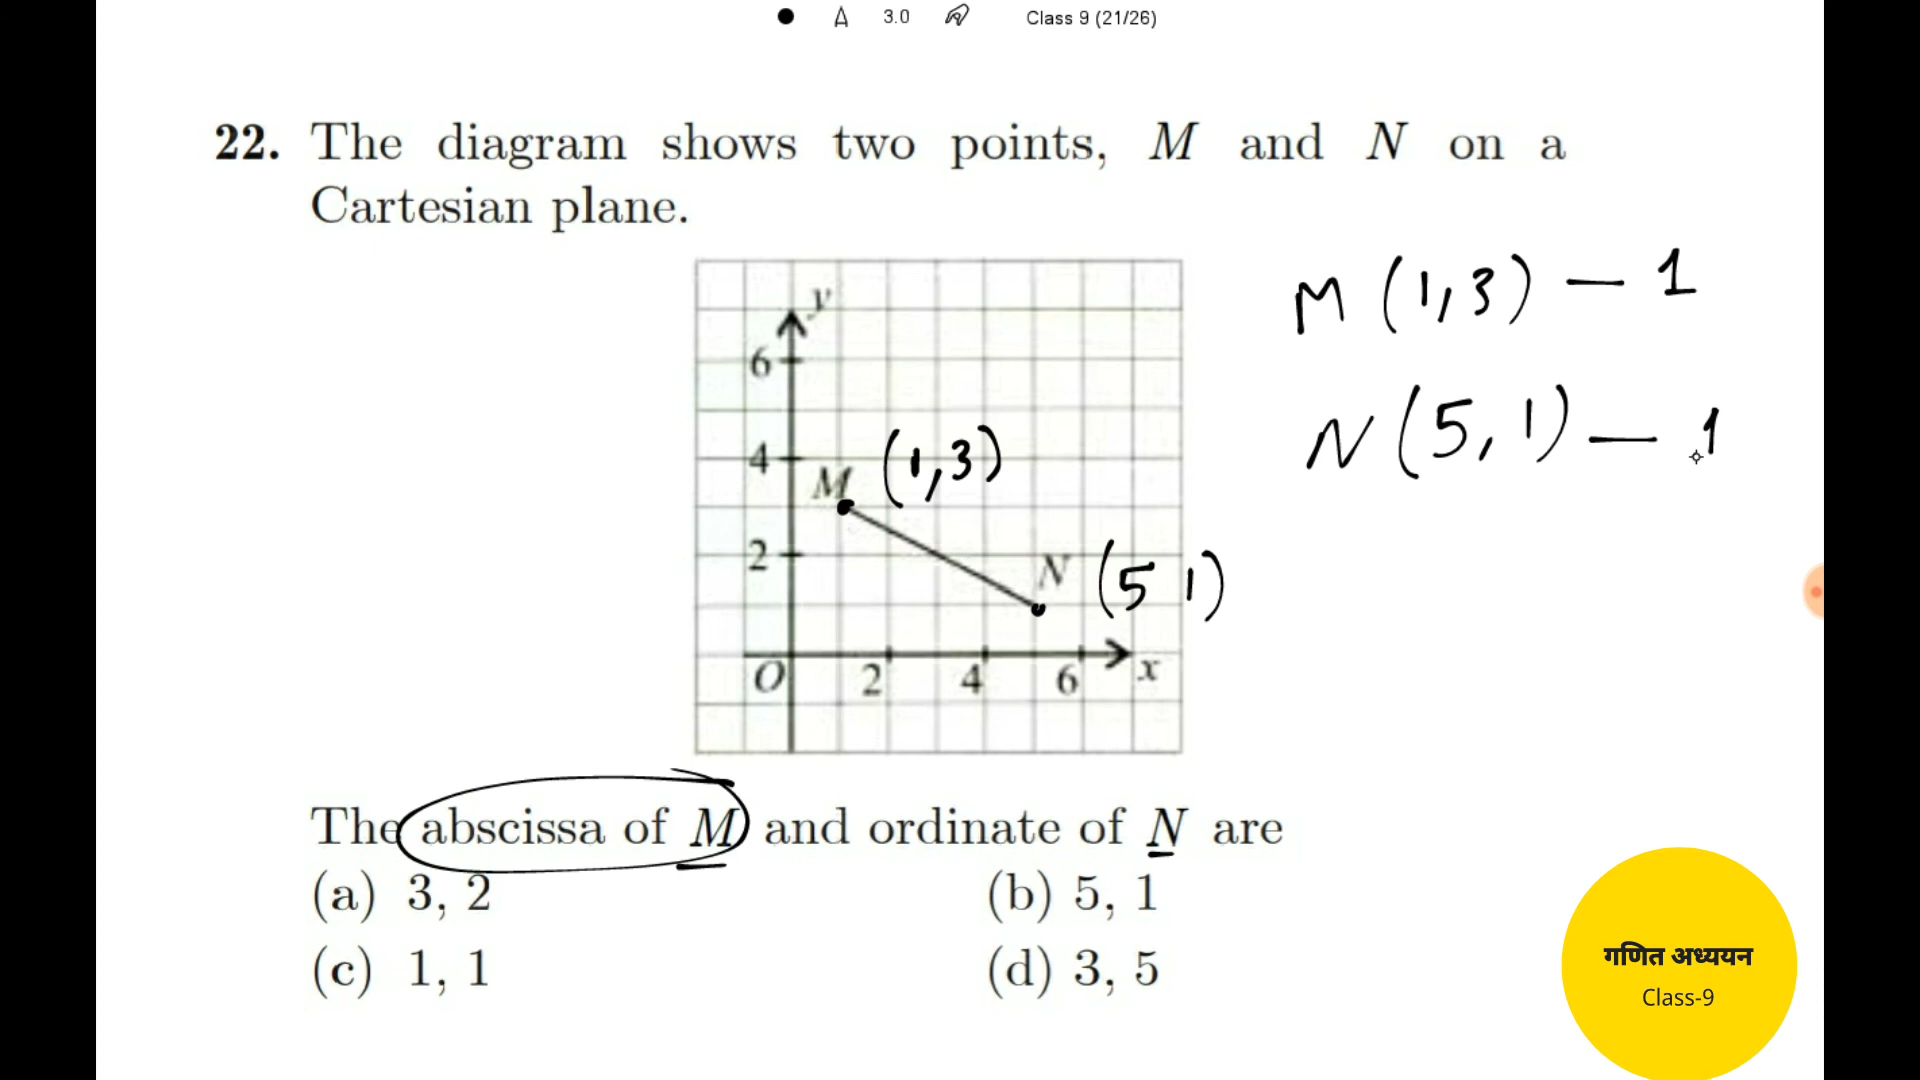 3.0 Class 9 (21/26)
22. The diagram shows two points, M and N on a
Cartesian plane.
y
6
4
2
M (1,3)
N (5 1)
O 2 4 6 x
M (1,3) — 1
N (5, 1) — 1
The abscissa of M and ordinate of N are
(a) 3, 2
(b) 5, 1
(c) 1, 1
(d) 3, 5
गणित अध्ययन
Class-9